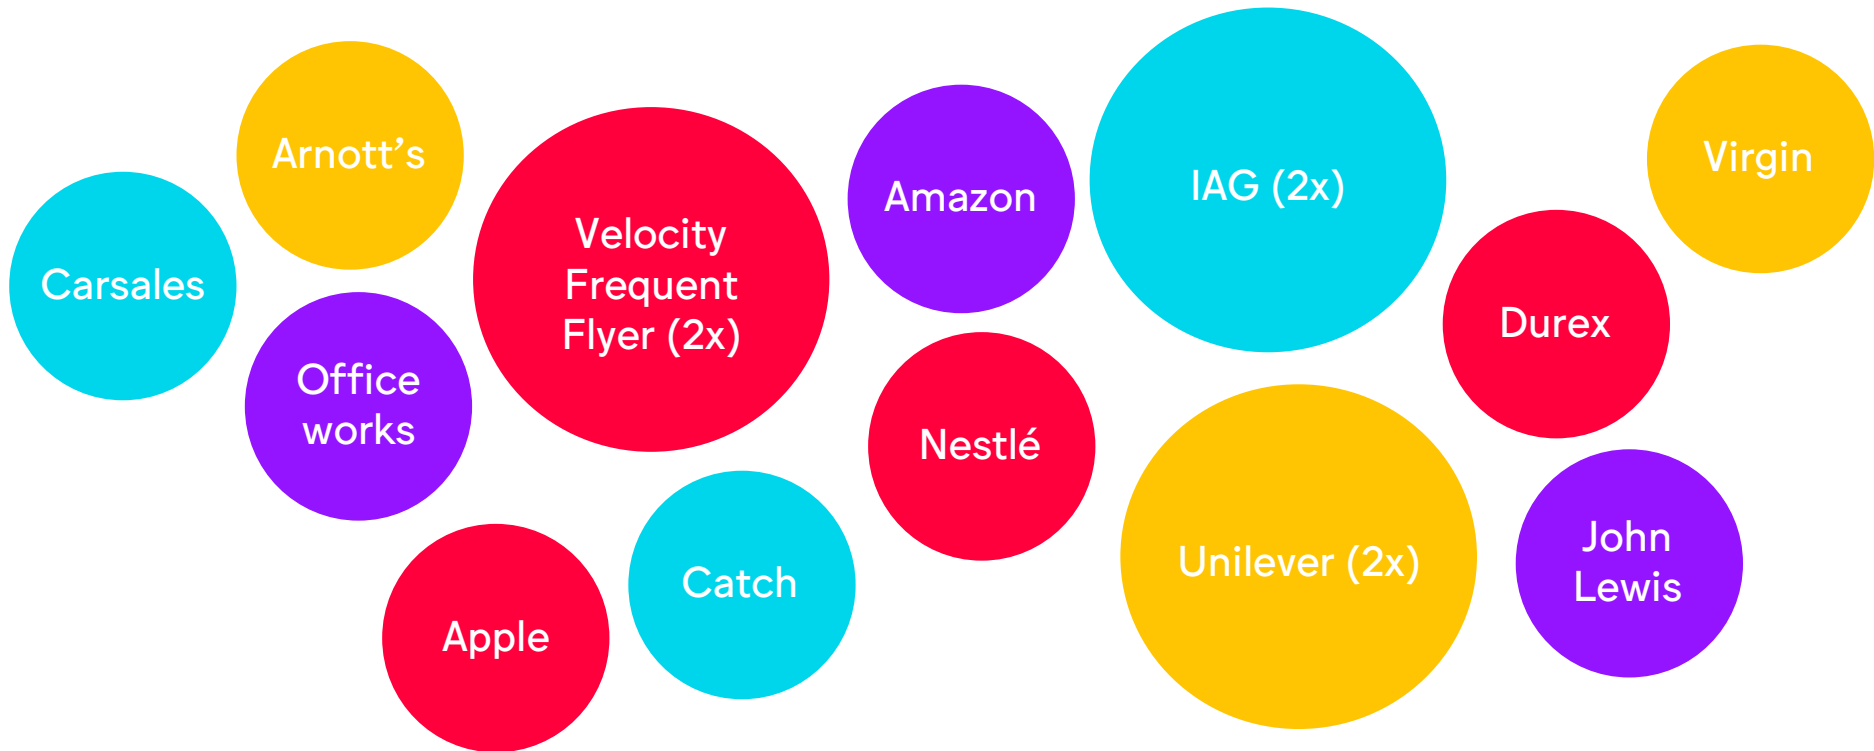 Carsales
Arnott's
Office
works
Velocity
Frequent
Flyer (2x)
Apple
Catch
Amazon
Nestlé
IAG (2x)
Unilever (2x)
Durex
Virgin
John
Lewis